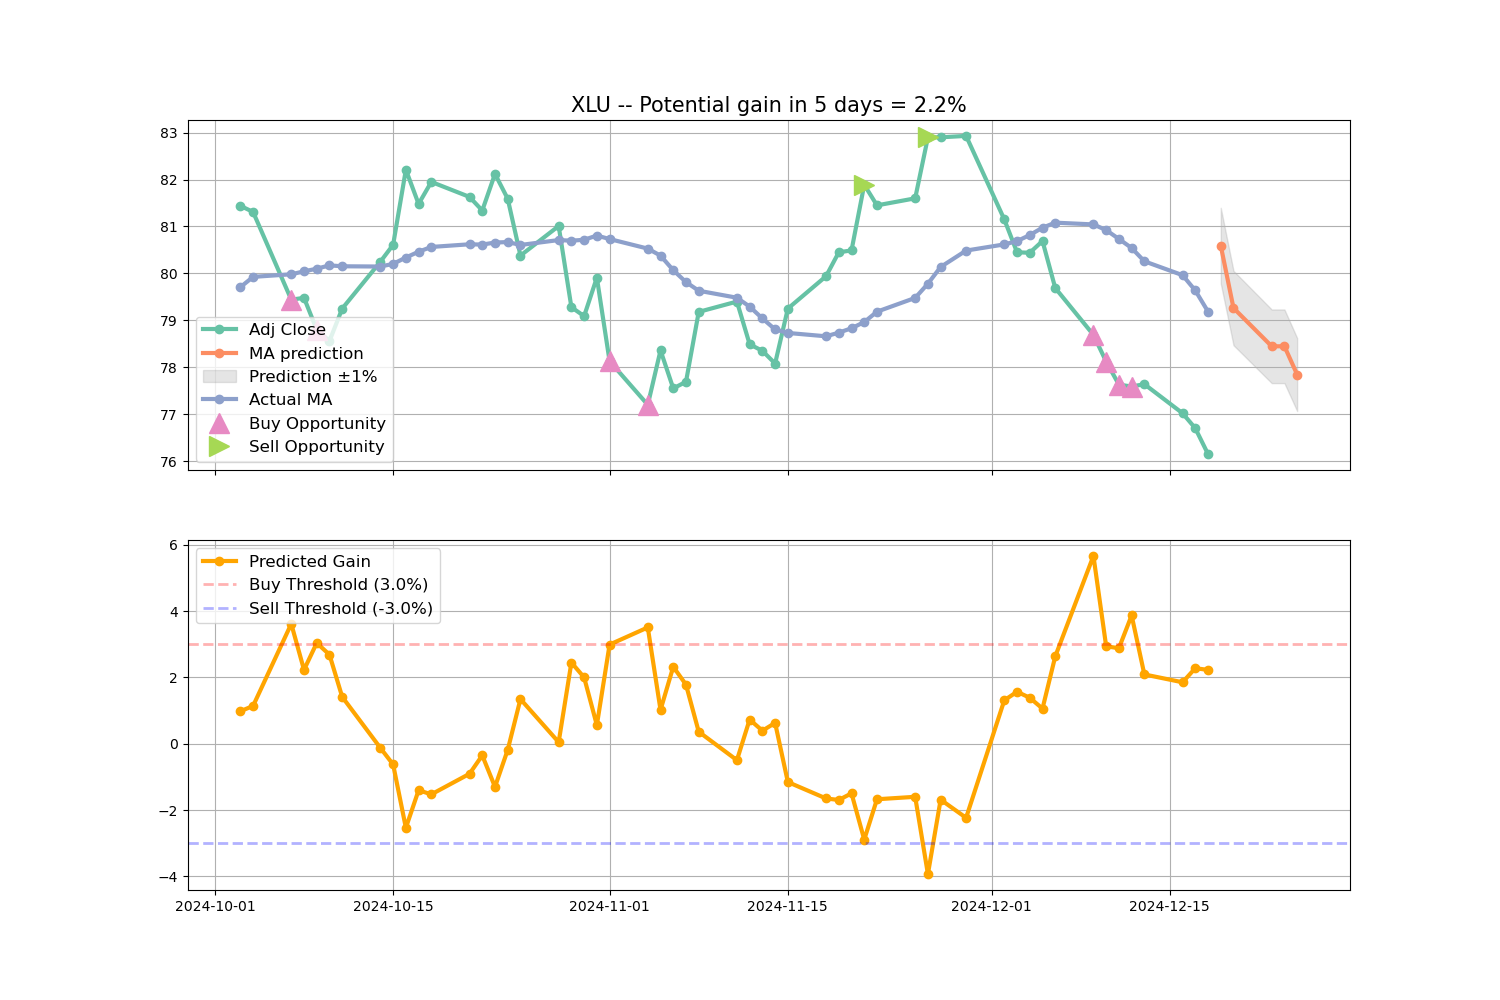 XLU -- Potential gain in 5 days = 2.2%
83
82
81
80
79
78
77
76
Adj Close
MA prediction
Prediction ±1%
Actual MA
Buy Opportunity
Sell Opportunity
6
4
2
0
−2
−4
Predicted Gain
Buy Threshold (3.0%)
Sell Threshold (-3.0%)
2024-10-01 2024-10-15 2024-11-01 2024-11-15 2024-12-01 2024-12-15